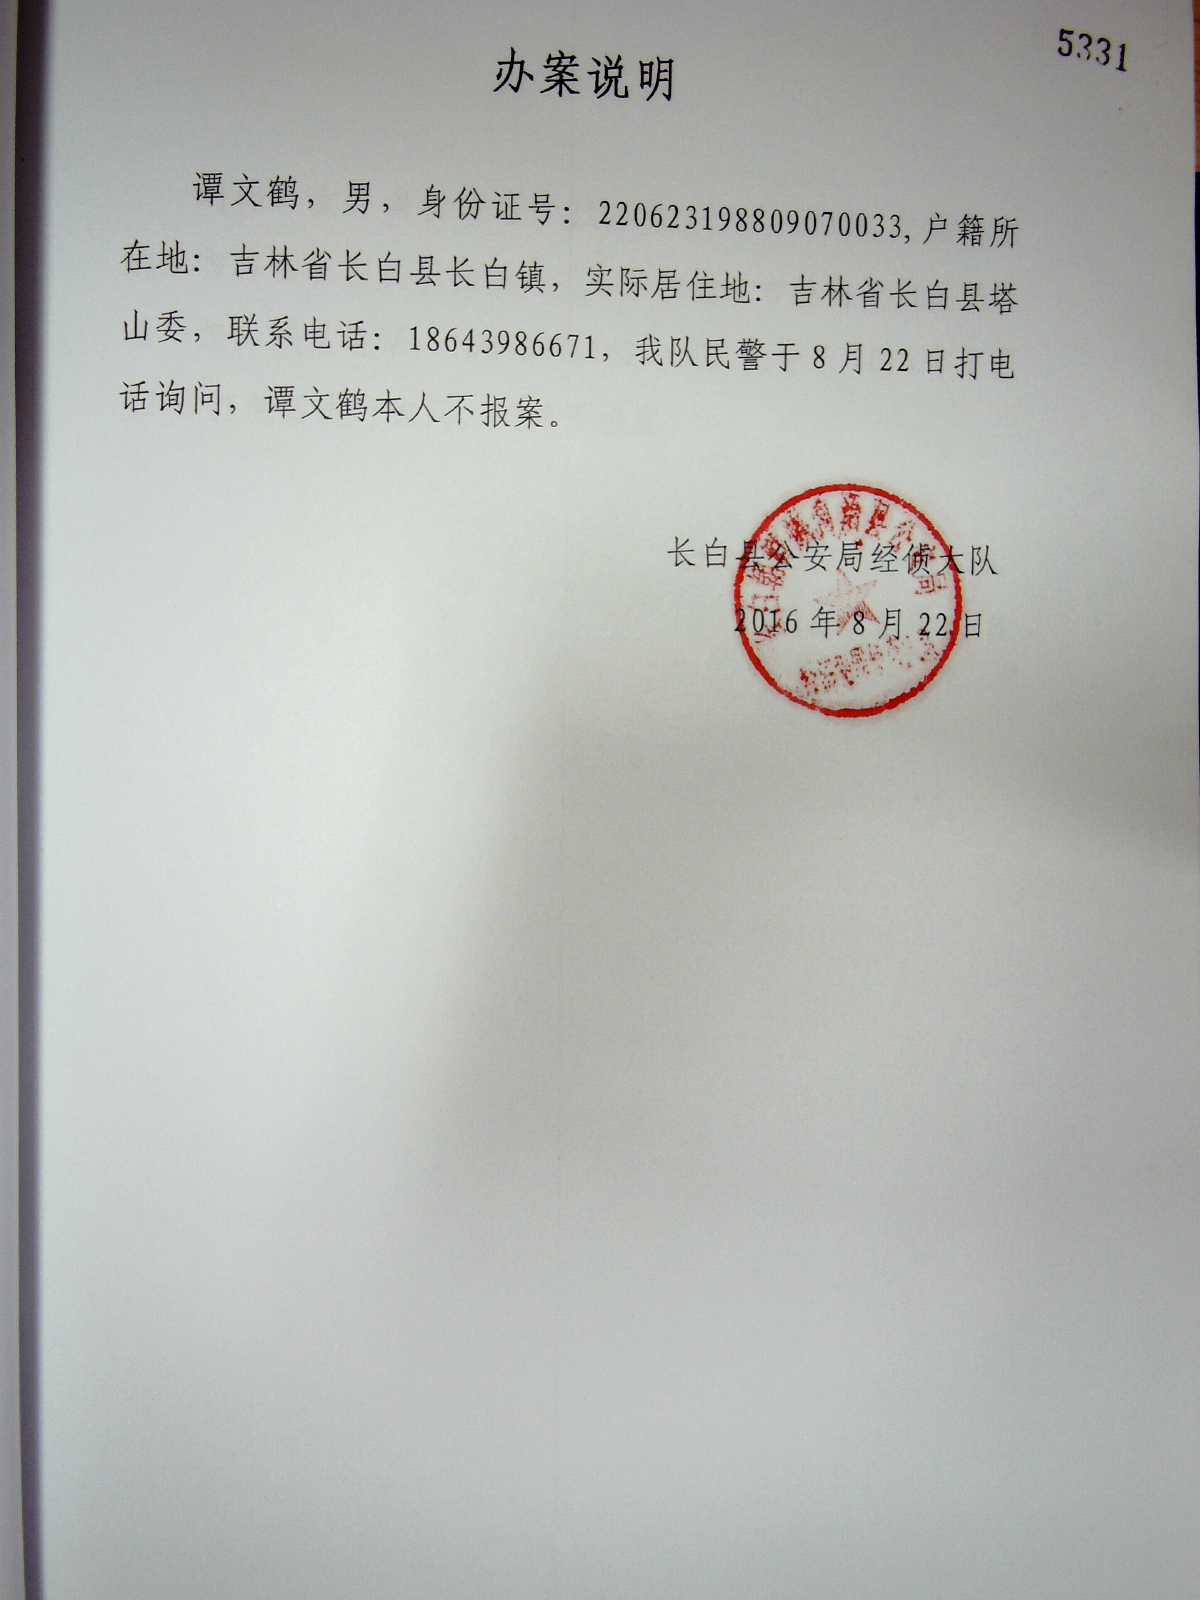 5331
办案说明
谭文鹤，男，身份证号：220623198809070033,户籍所
在地：吉林省长白县长白镇，实际居住地：吉林省长白县塔
山委，联系电话：18643986671，我队民警于8月22日打电
话询问，谭文鹤本人不报案。
长白县公安局经侦大队
2016年8月22日